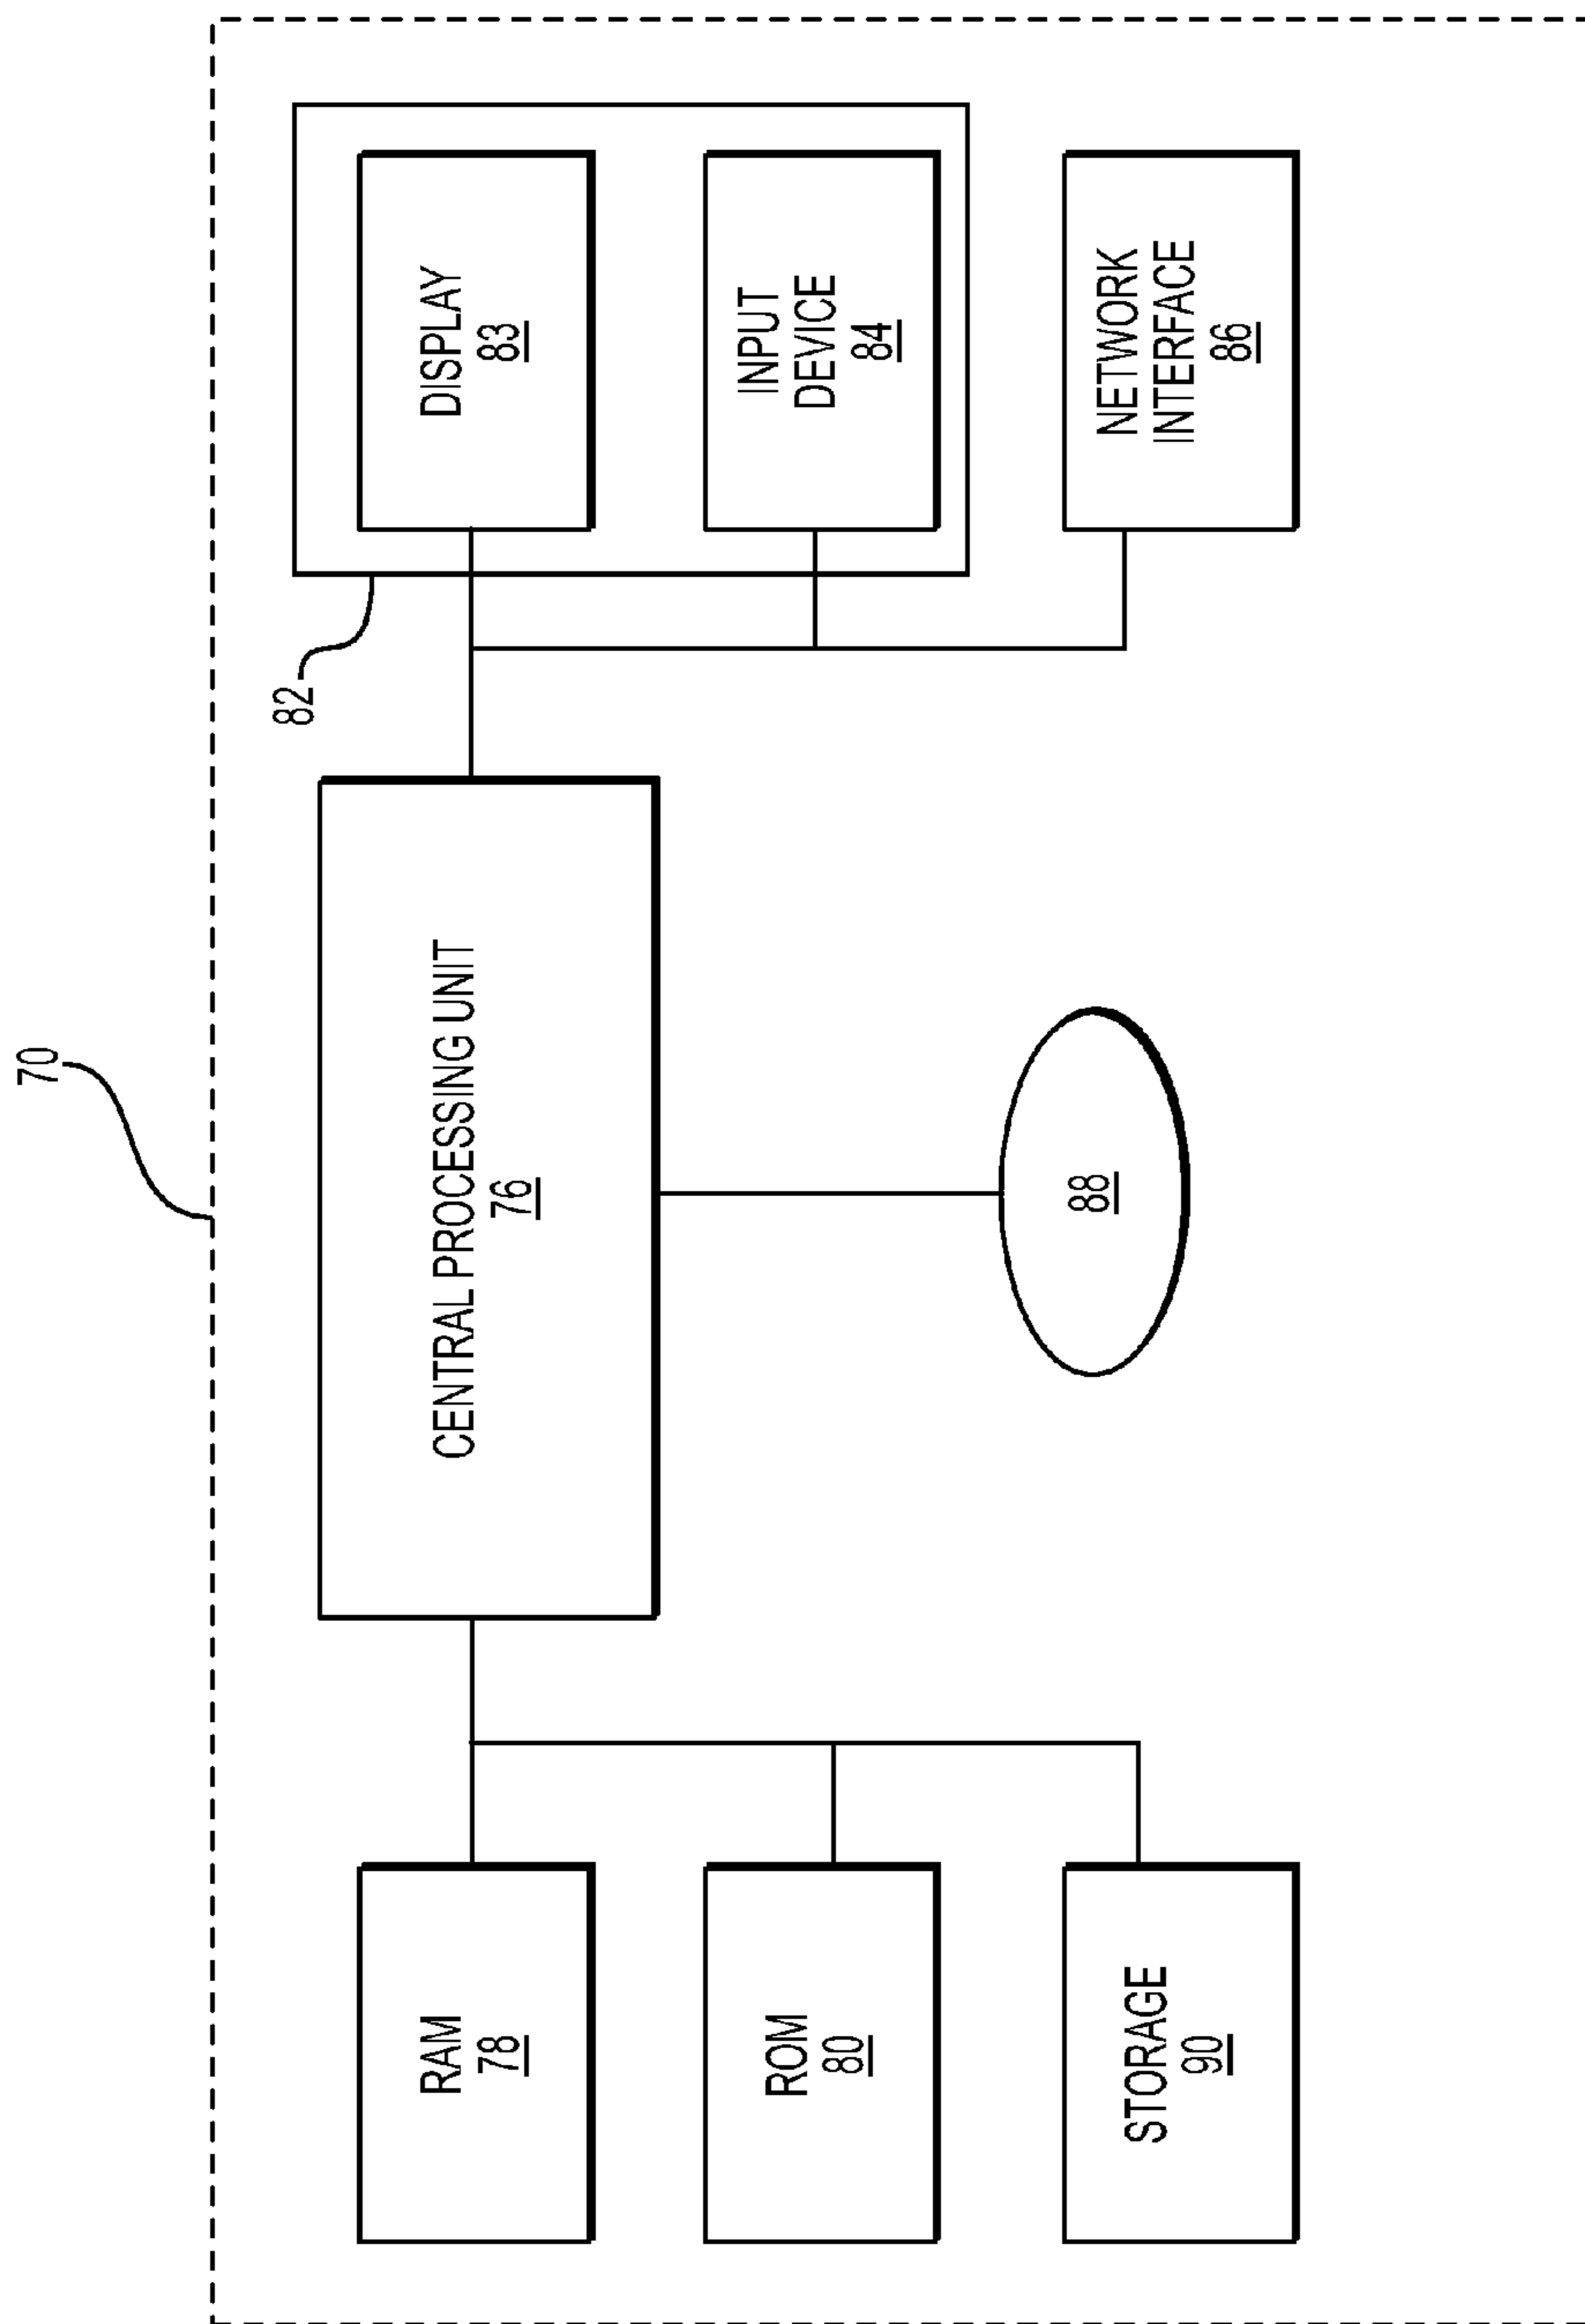 70
82
RAM
78
CENTRAL PROCESSING UNIT
76
DISPLAY
83
ROM
80
INPUT
DEVICE
84
STORAGE
90
88
NETWORK
INTERFACE
86